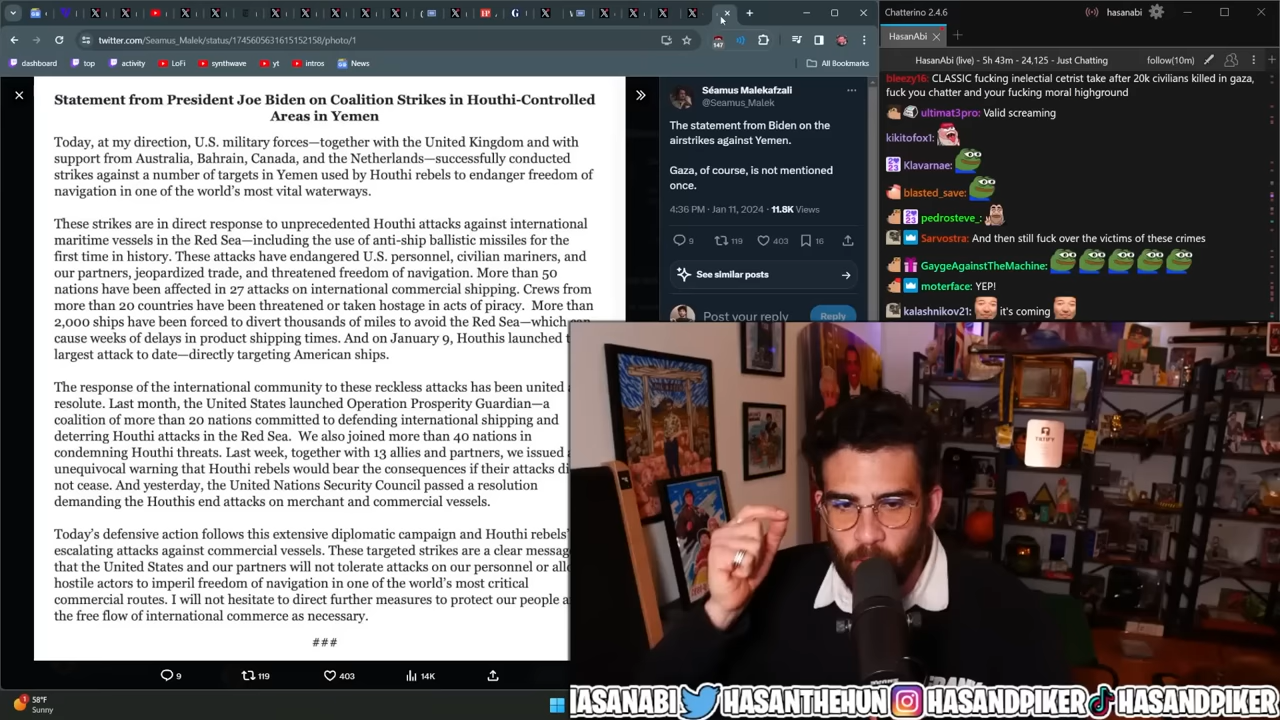 147
twitter.com/Seamus_Malek/status/1745605631615152158/photo/1
dashboard
top
activity
LoFi
synthwave
yt
intros
News
All Bookmarks
Statement from President Joe Biden on Coalition Strikes in Houthi-Controlled
Areas in Yemen
Today, at my direction, U.S. military forces—together with the United Kingdom and with
support from Australia, Bahrain, Canada, and the Netherlands—successfully conducted
strikes against a number of targets in Yemen used by Houthi rebels to endanger freedom of
navigation in one of the world’s most vital waterways.
These strikes are in direct response to unprecedented Houthi attacks against international
maritime vessels in the Red Sea—including the use of anti-ship ballistic missiles for the
first time in history. These attacks have endangered U.S. personnel, civilian mariners, and
our partners, jeopardized trade, and threatened freedom of navigation. More than 50
nations have been affected in 27 attacks on international commercial shipping. Crews from
more than 20 countries have been threatened or taken hostage in acts of piracy. More than
2,000 ships have been forced to divert thousands of miles to avoid the Red Sea—which can
cause weeks of delays in product shipping times. And on January 9, Houthis launched
largest attack to date—directly targeting American ships.
The response of the international community to these reckless attacks has been united
resolute. Last month, the United States launched Operation Prosperity Guardian—a
coalition of more than 20 nations committed to defending international shipping and
deterring Houthi attacks in the Red Sea. We also joined more than 40 nations in
condemning Houthi threats. Last week, together with 13 allies and partners, we issued
unequivocal warning that Houthi rebels would bear the consequences if their attacks di
not cease. And yesterday, the United Nations Security Council passed a resolution
demanding the Houthis end attacks on merchant and commercial vessels.
Today’s defensive action follows this extensive diplomatic campaign and Houthi rebels’
escalating attacks against commercial vessels. These targeted strikes are a clear messag
that the United States and our partners will not tolerate attacks on our personnel or allo
hostile actors to imperil freedom of navigation in one of the world’s most critical
commercial routes. I will not hesitate to direct further measures to protect our people a
the free flow of international commerce as necessary.
###
9
119
403
14K
Séamus Malekafzali
@Seamus_Malek
The statement from Biden on the
airstrikes against Yemen.
Gaza, of course, is not mentioned
once.
4:36 PM · Jan 11, 2024 · 11.8K Views
9
119
403
16
See similar posts
Post your reply
Reply
Chatterino 2.4.6
hasanabi
HasanAbi
HasanAbi (live) - 5h 43m - 24,125 - Just Chatting
follow(10m)
bleezy16: CLASSIC fucking inelectial cetrist take after 20k civilians killed in gaza,
fuck you chatter and your fucking moral highground
ultimat3pro: Valid screaming
kikitofox1:
Klavarnae:
blasted_save:
pedrosteve_:
Sarvostra: And then still fuck over the victims of these crimes
GaygeAgainstTheMachine:
moterface: YEP!
kalashnikov21: it's coming
58°F
Sunny
HASANABI
HASANTHEHUN
HASANDPIKER
HASANDPIKER